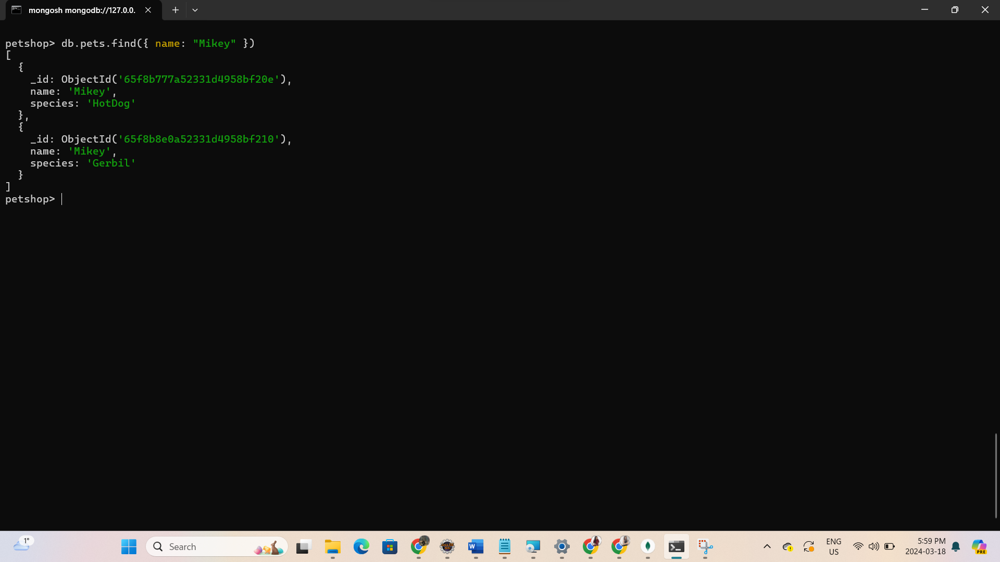 mongosh mongodb://127.0.0.
petshop> db.pets.find({ name: "Mikey" })
[
  {
    _id: ObjectId('65f8b777a52331d4958bf20e'),
    name: 'Mikey',
    species: 'HotDog'
  },
  {
    _id: ObjectId('65f8b8e0a52331d4958bf210'),
    name: 'Mikey',
    species: 'Gerbil'
  }
]
petshop>
1°
Search
W
ENG
US
5:59 PM
2024-03-18
PRE